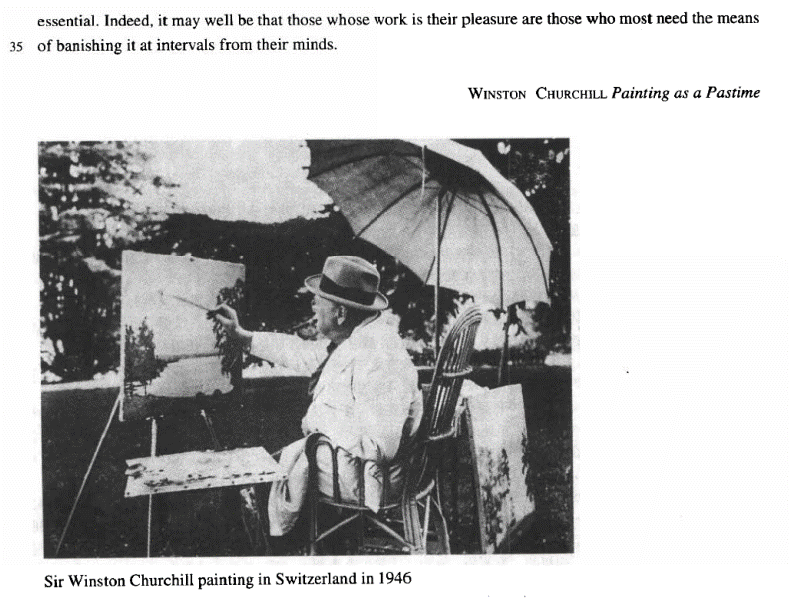 essential. Indeed, it may well be that those whose work is their pleasure are those who most need the means
35 of banishing it at intervals from their minds.
WINSTON CHURCHILL Painting as a Pastime
Sir Winston Churchill painting in Switzerland in 1946